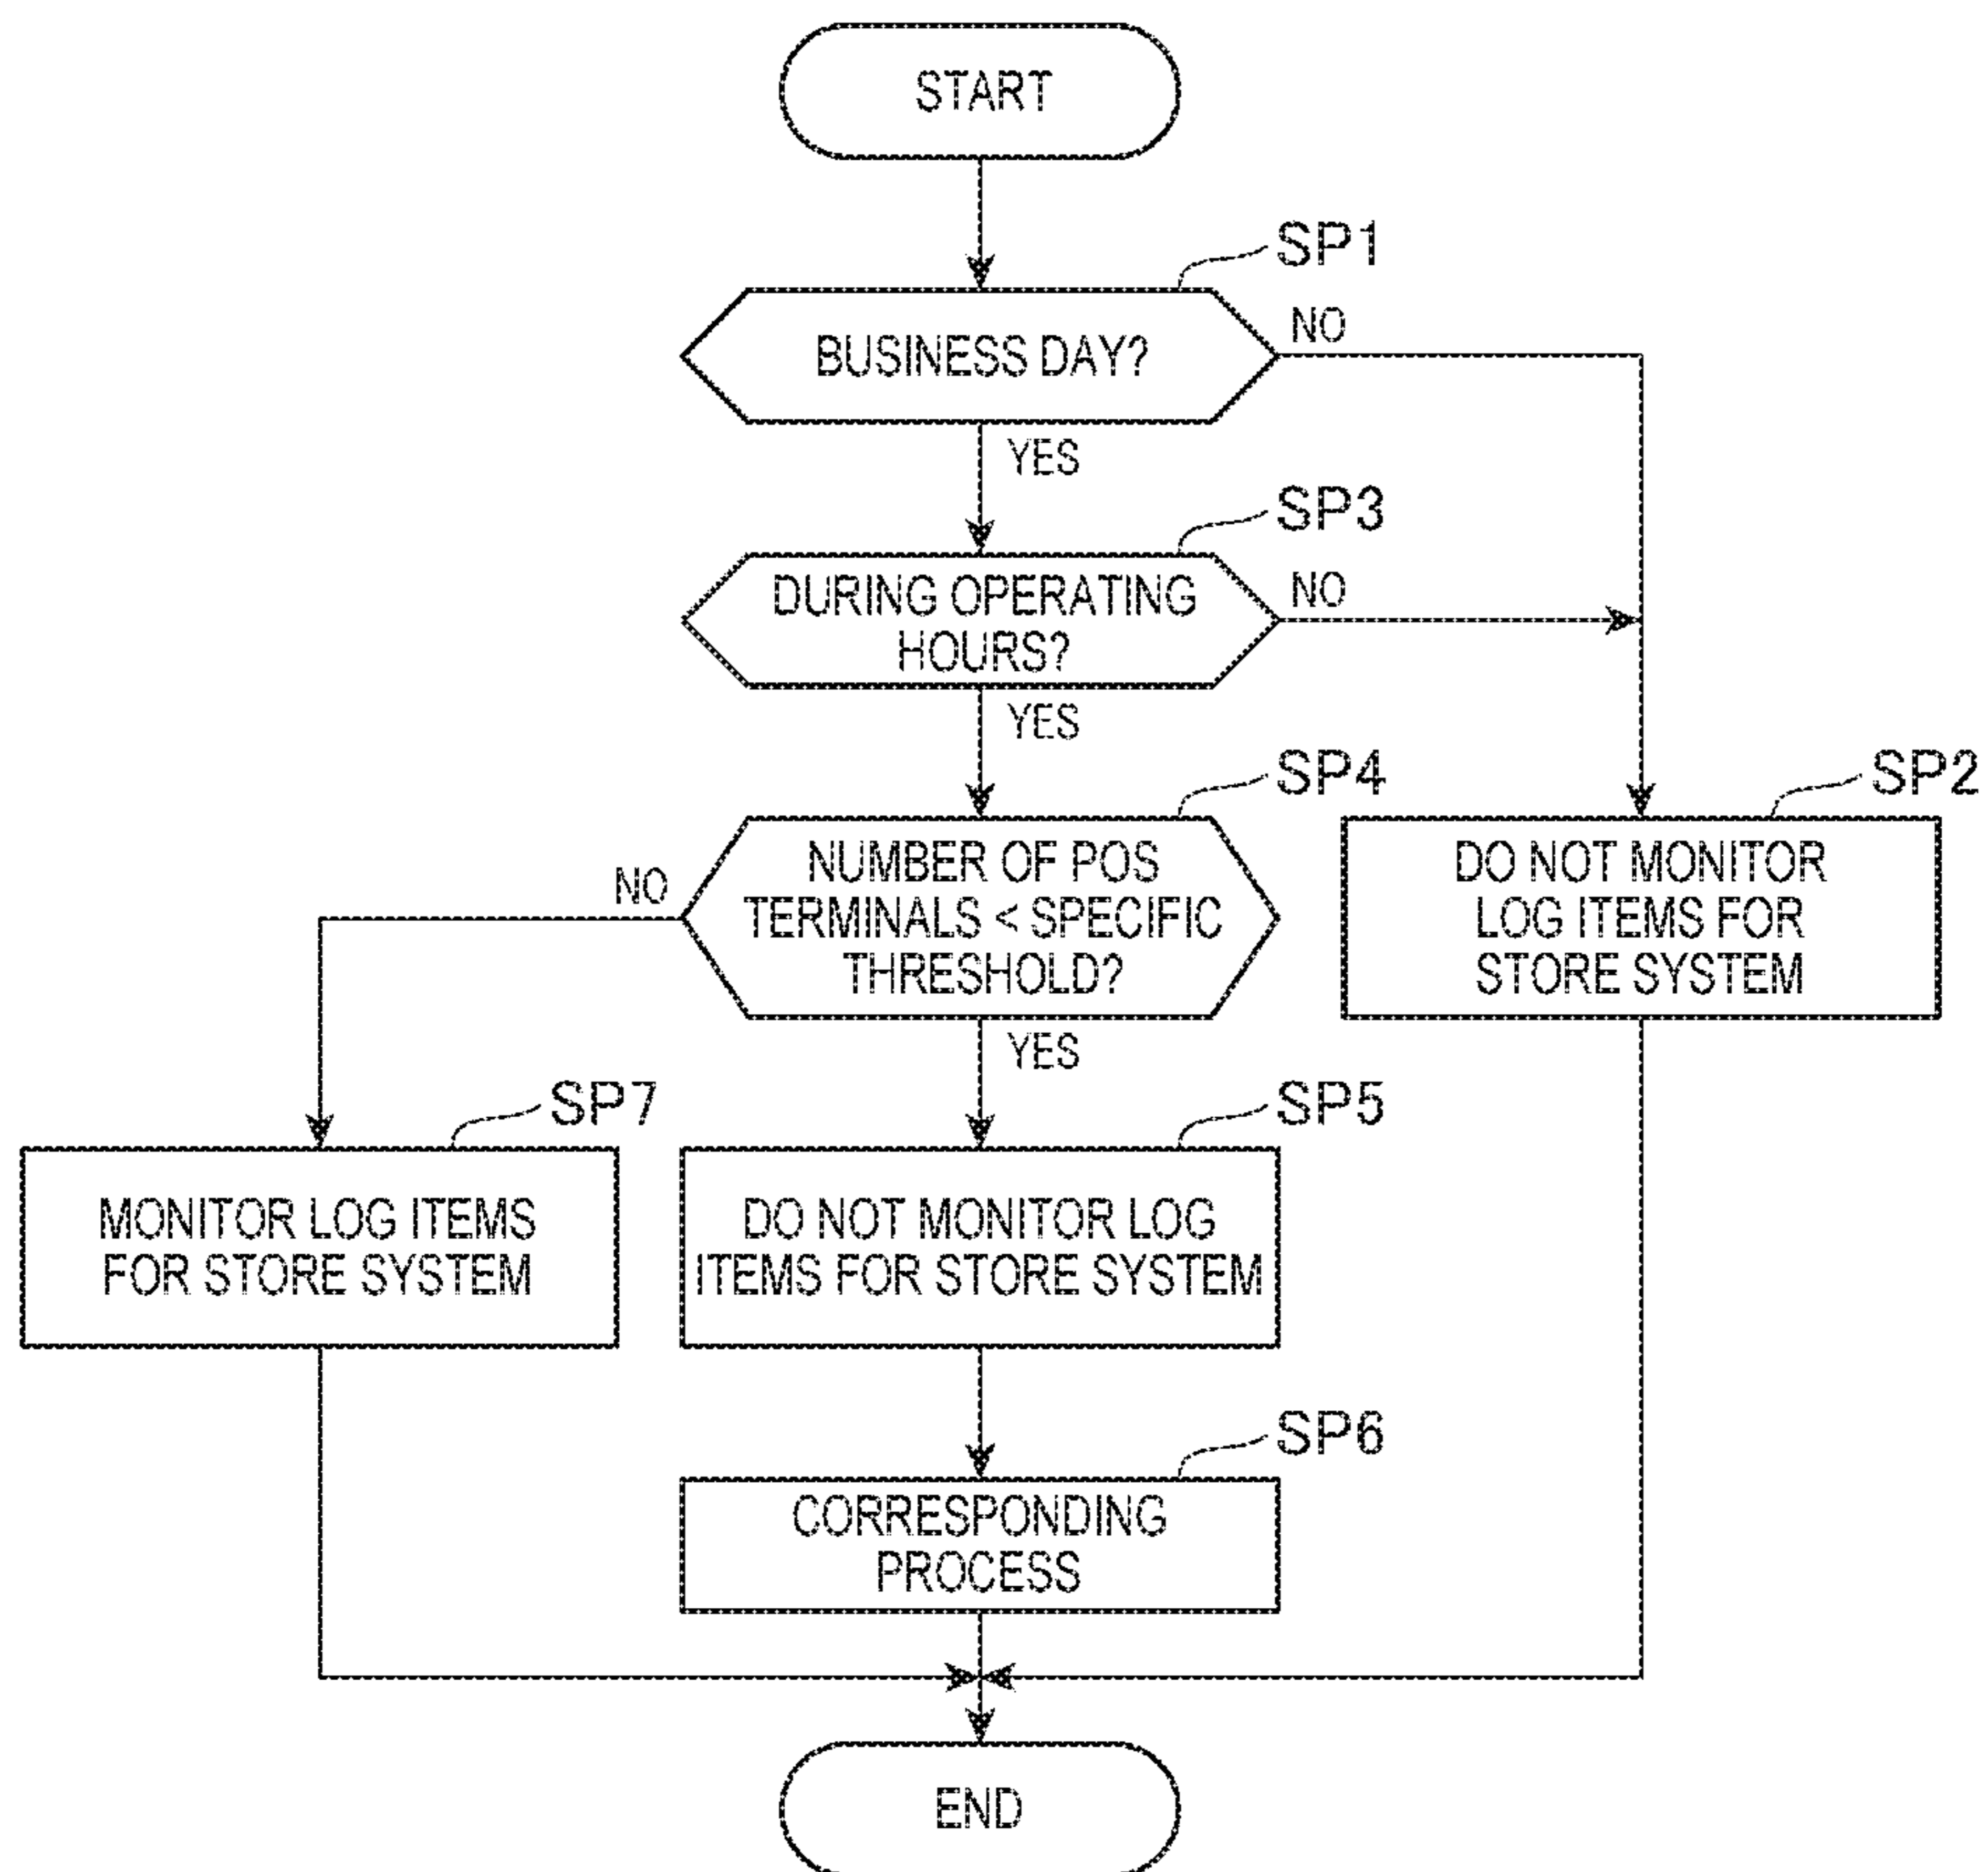 START
SP1
BUSINESS DAY?
NO
YES
SP3
DURING OPERATING
HOURS?
NO
YES
SP4
NUMBER OF POS
TERMINALS < SPECIFIC
THRESHOLD?
NO
YES
SP2
DO NOT MONITOR
LOG ITEMS FOR
STORE SYSTEM
SP7
MONITOR LOG ITEMS
FOR STORE SYSTEM
SP5
DO NOT MONITOR LOG
ITEMS FOR STORE SYSTEM
SP6
CORRESPONDING
PROCESS
END